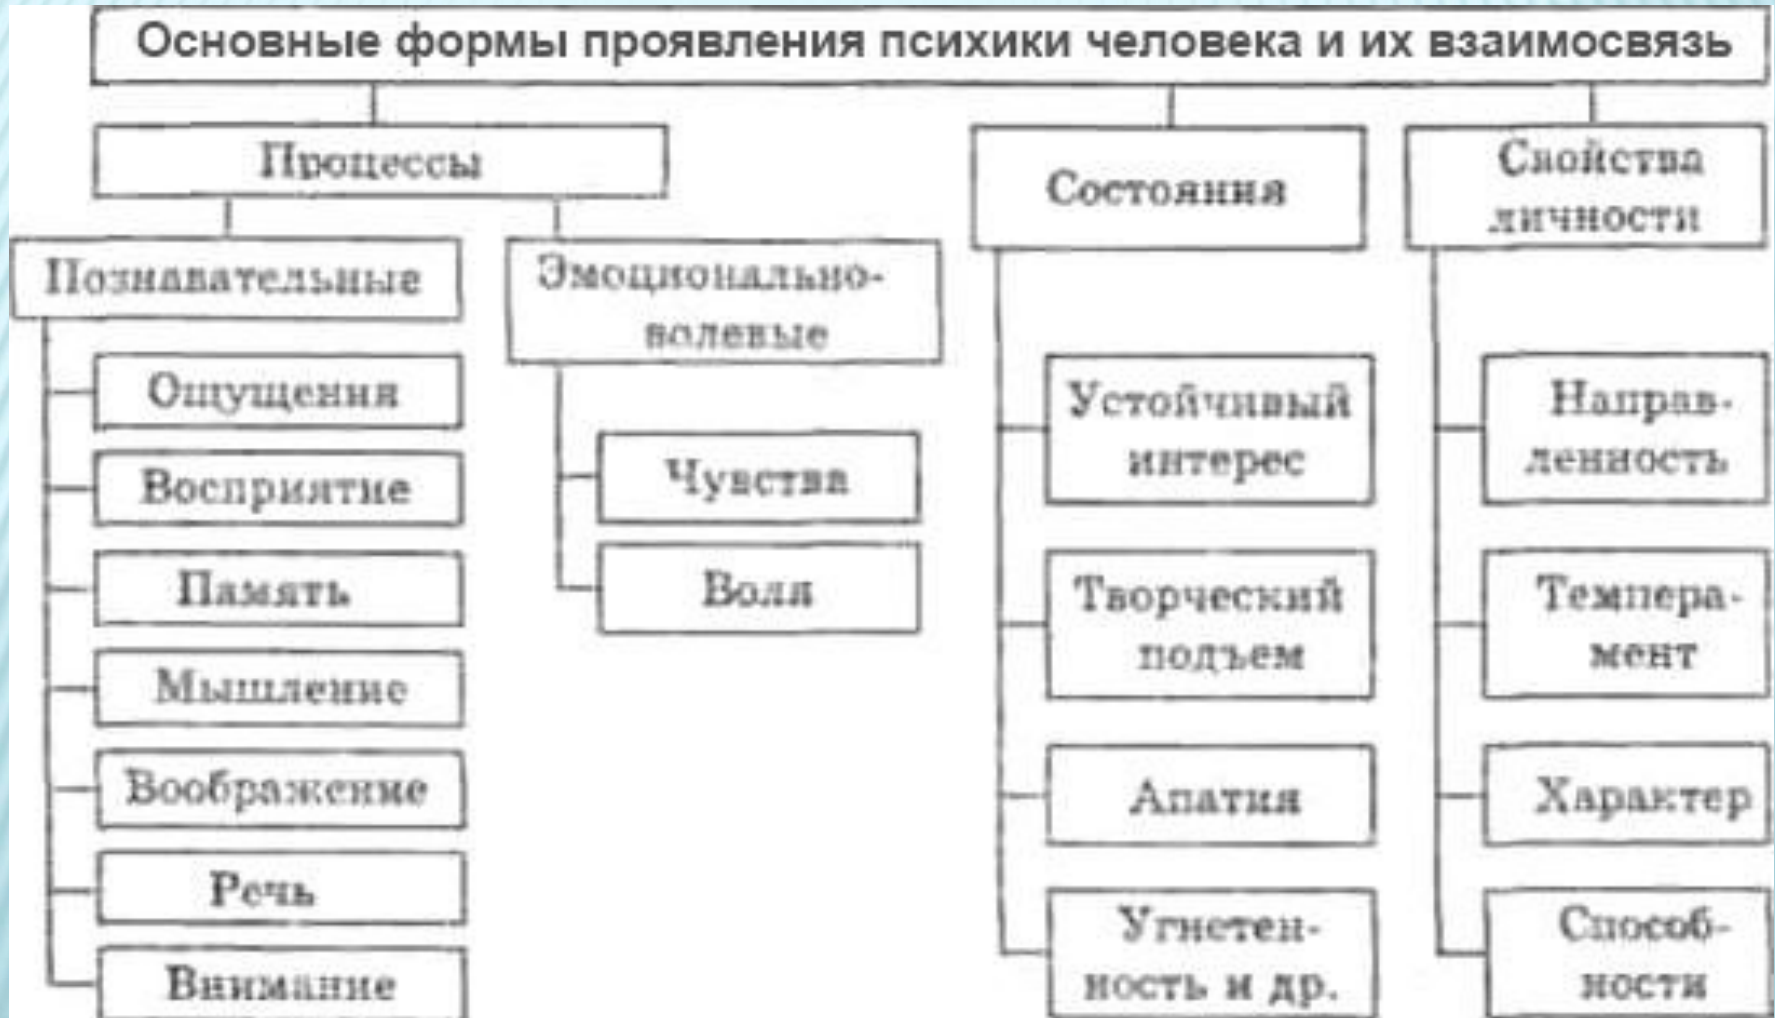 Основные формы проявления психики человека и их взаимосвязь
Процессы
Познавательные
Ощущения
Восприятие
Память
Мышление
Воображение
Речь
Внимание
Эмоционально-
волевые
Чувства
Воля
Состояния
Устойчивый
интерес
Творческий
подъем
Апатия
Угнетен-
ность и др.
Свойства
личности
Направ-
ленность
Темпера-
мент
Характер
Способ-
ности